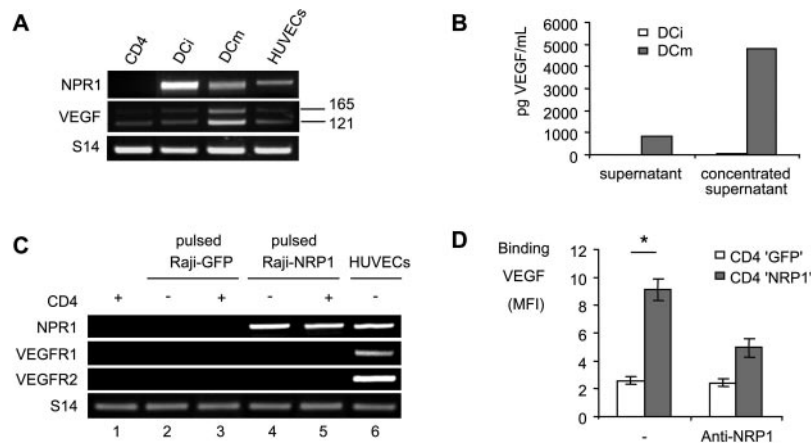 A
CD4 DCi DCm HUVECs
NPR1
VEGF
165
121
S14
B
DCi
DCm
pg VEGF/mL
6000
5000
4000
3000
2000
1000
0
supernatant
concentrated
supernatant
C
pulsed
Raji-GFP
pulsed
Raji-NRP1
HUVECs
CD4 + - + - + -
NPR1
VEGFR1
VEGFR2
S14
1 2 3 4 5 6
D
Binding
VEGF
(MFI)
CD4 'GFP'
CD4 'NRP1'
*
12
10
8
6
4
2
0
- Anti-NRP1